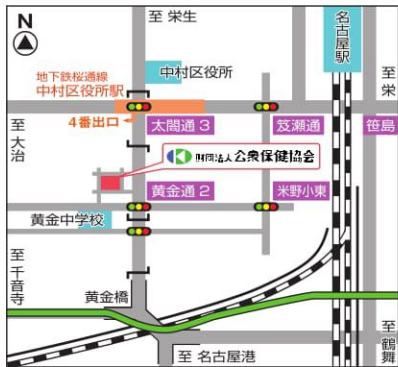 N
至 栄生
名古屋駅
中村区役所
地下鉄桜通線
中村区役所駅
至 栄
4番出口
太閤通 3
笈瀬通
笹島
至 大治
財団法人 公衆保健協会
黄金通 2
米野小東
黄金中学校
至 千音寺
黄金橋
至 名古屋港
至 鶴舞